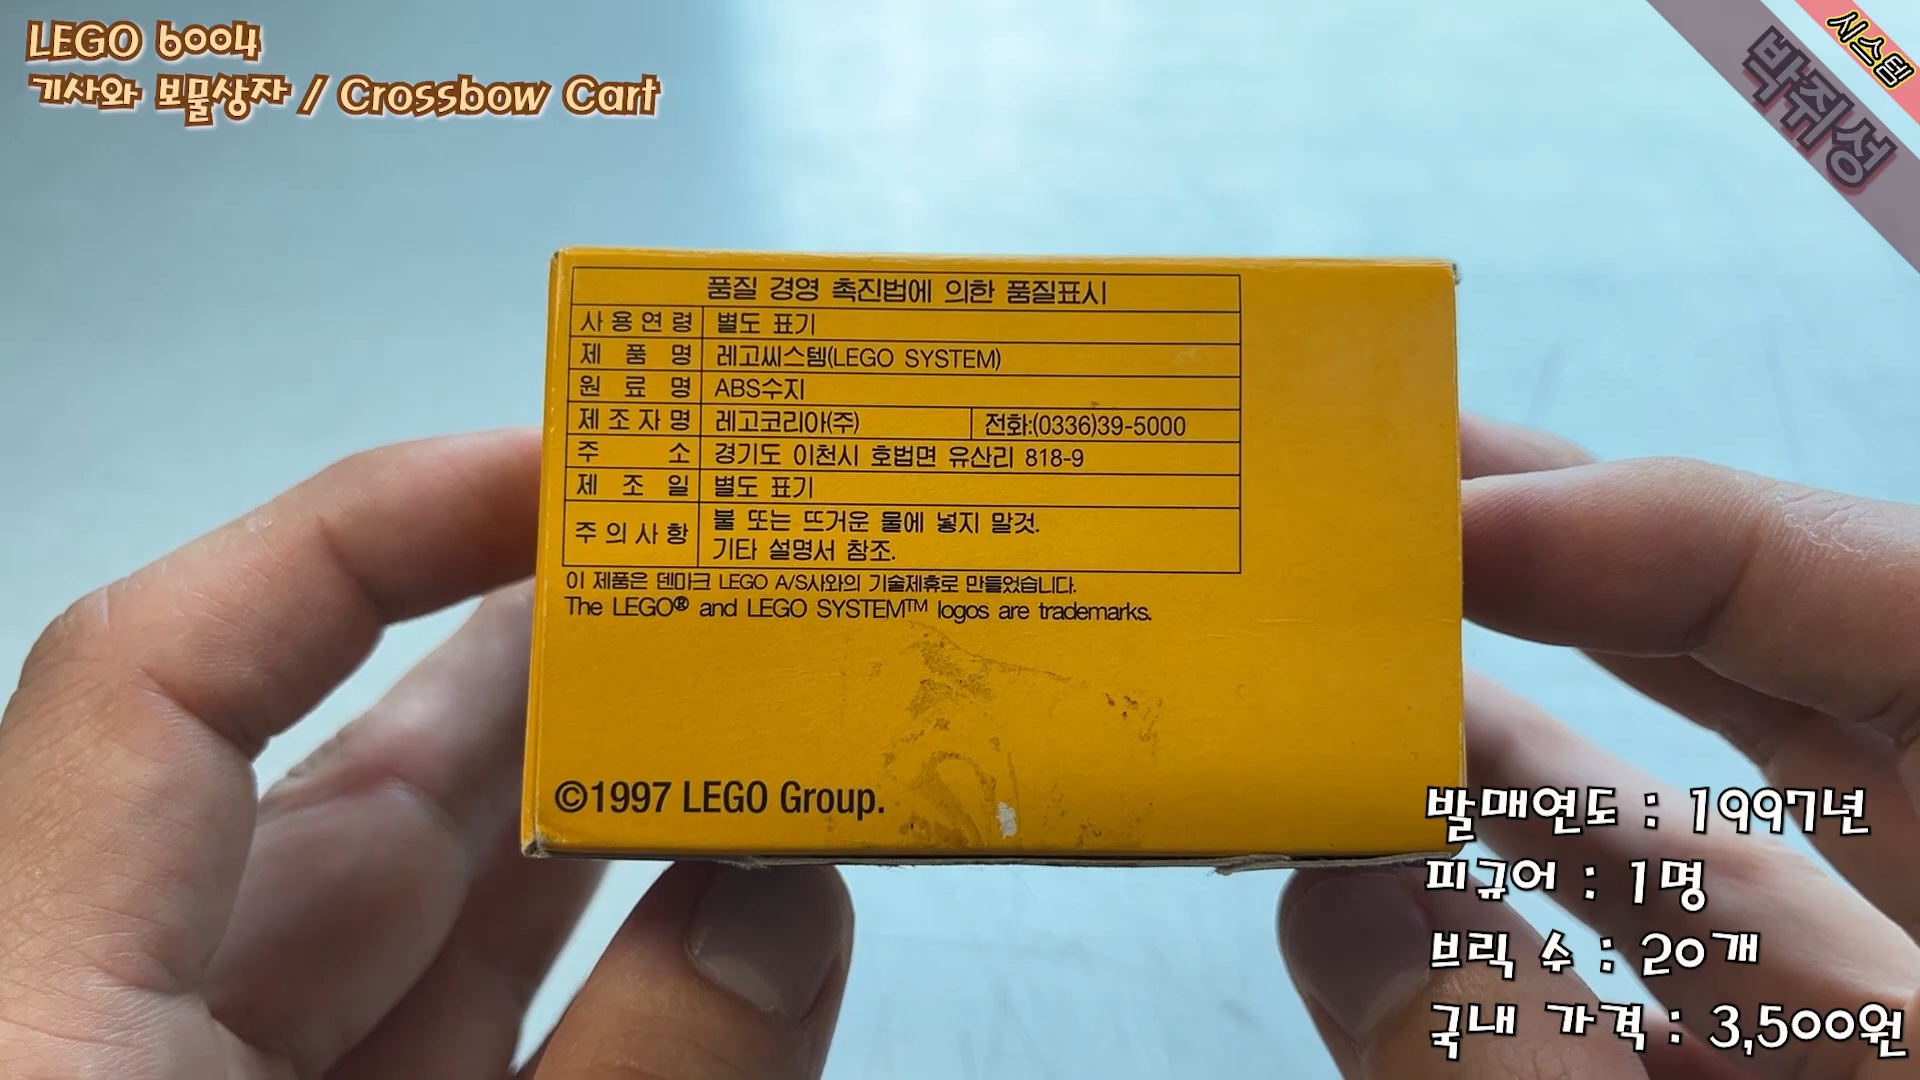 LEGO 6004
기사와 보물상자 / Crossbow Cart
시스템
박쥐성
품질 경영 촉진법에 의한 품질표시
사용연령 별도 표기
제품명 레고씨스템(LEGO SYSTEM)
원료명 ABS수지
제조자명 레고코리아(주) 전화:(0336)39-5000
주소 경기도 이천시 호법면 유산리 818-9
제조일 별도 표기
주의사항 불 또는 뜨거운 물에 넣지 말것.
기타 설명서 참조.
이 제품은 덴마크 LEGO A/S사와의 기술제휴로 만들었습니다.
The LEGO® and LEGO SYSTEM™ logos are trademarks.
©1997 LEGO Group.
발매연도 : 1997년
피규어 : 1명
브릭 수 : 20개
국내 가격 : 3,500원